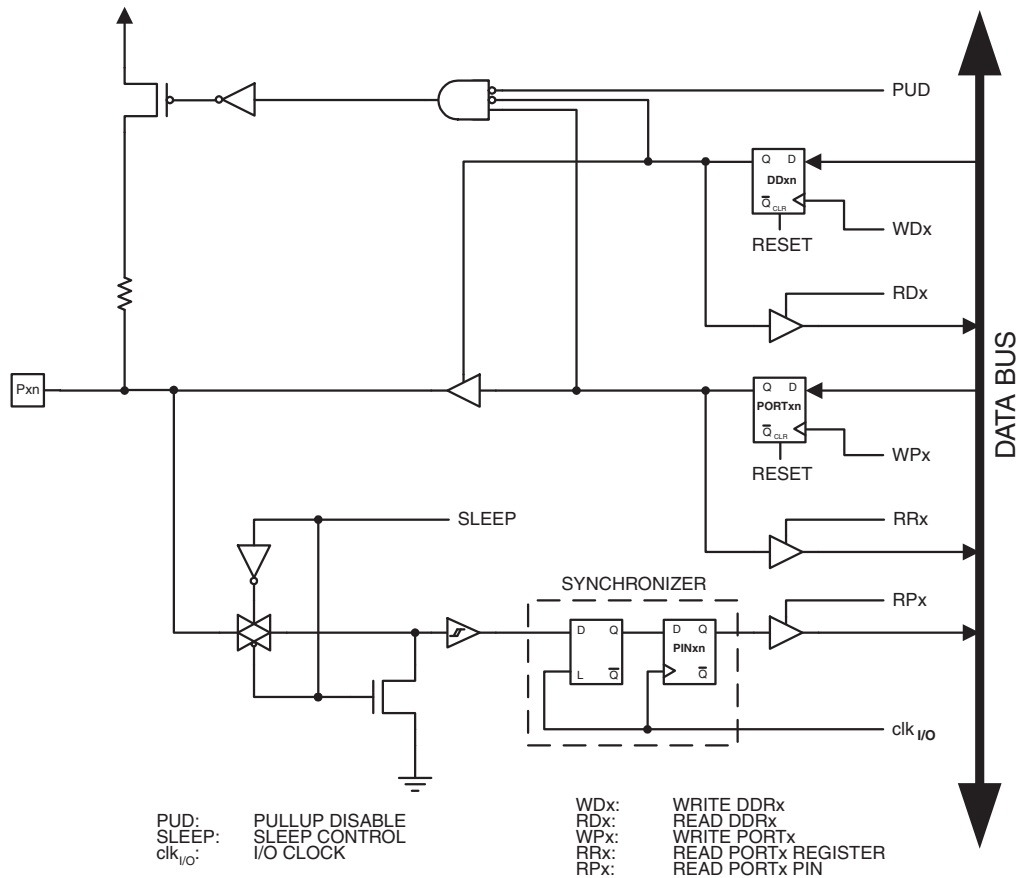 PUD
Q D
DDxn
Q CLR
WDx
RESET
RDx
Pxn
Q D
PORTxn
Q CLR
WPx
RESET
DATA BUS
SLEEP
RRx
SYNCHRONIZER
RPx
D Q
L Q
D Q
PINxn
Q
clk I/O
PUD: PULLUP DISABLE
SLEEP: SLEEP CONTROL
clkI/O: I/O CLOCK
WDx: WRITE DDRx
RDx: READ DDRx
WPx: WRITE PORTx
RRx: READ PORTx REGISTER
RPx: READ PORTx PIN